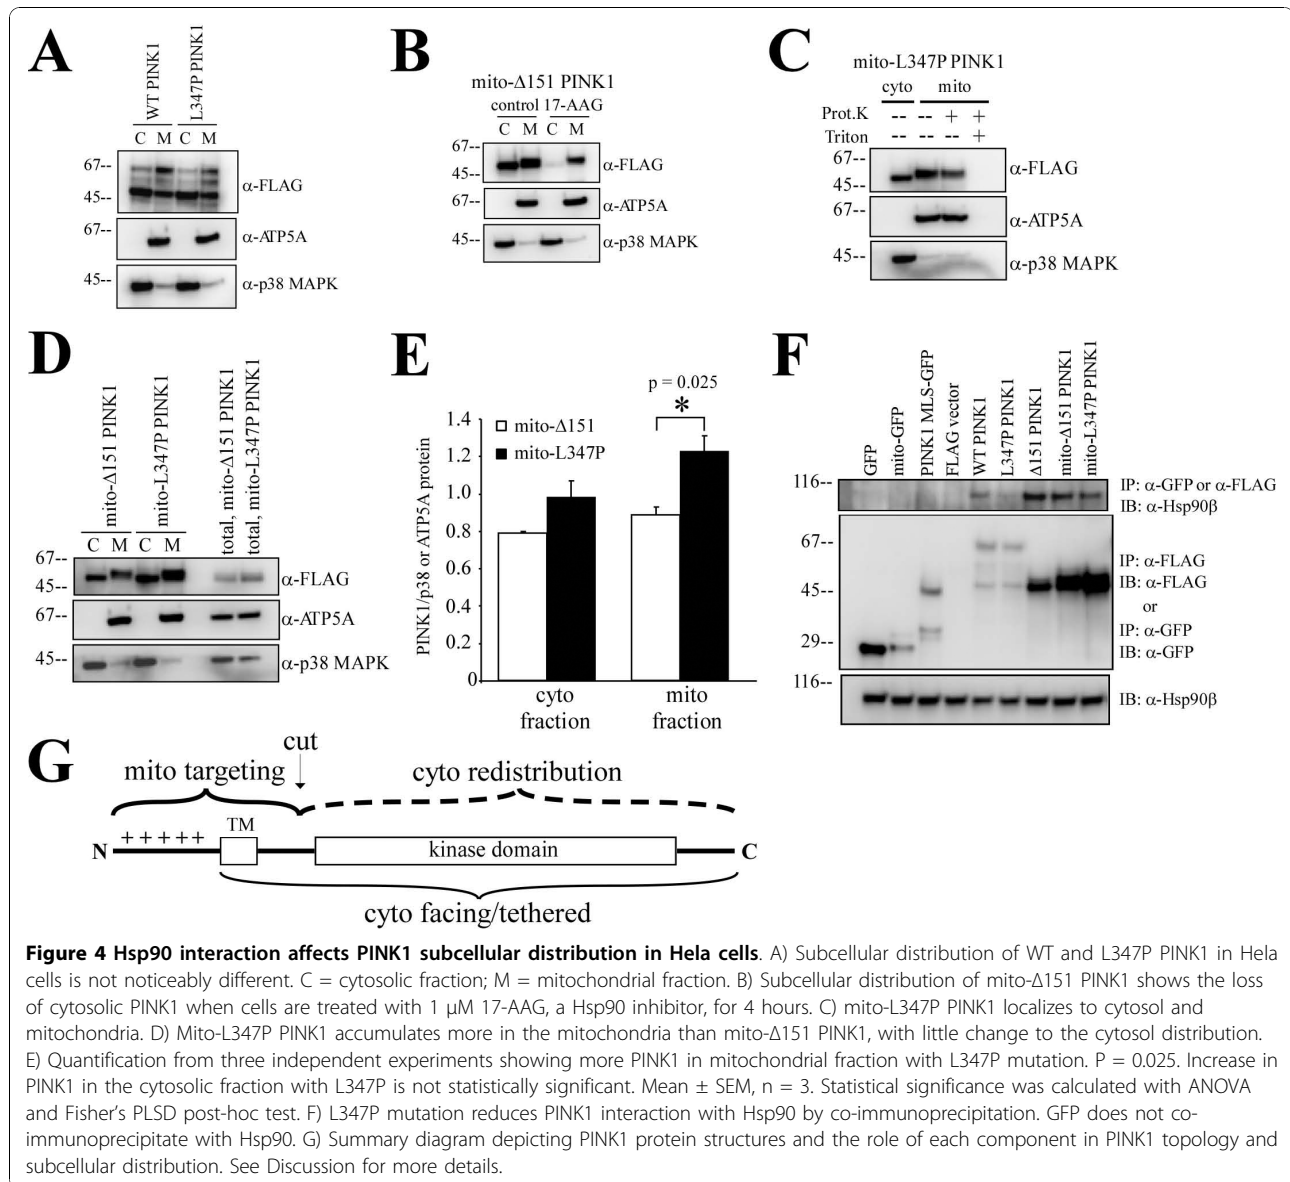 A
WT PINK1
L347P PINK1
C M C M
67--
45--
α-FLAG
67--
α-ATP5A
45--
α-p38 MAPK
B
mito-Δ151 PINK1
control 17-AAG
C M C M
67--
45--
α-FLAG
67--
α-ATP5A
45--
α-p38 MAPK
C
mito-L347P PINK1
cyto mito
Prot.K -- -- + +
Triton -- -- -- +
67--
45--
α-FLAG
67--
α-ATP5A
45--
α-p38 MAPK
D
mito-Δ151 PINK1
mito-L347P PINK1
total, mito-Δ151 PINK1
total, mito-L347P PINK1
C M C M
67--
45--
α-FLAG
67--
α-ATP5A
45--
α-p38 MAPK
E
p = 0.025
*
PINK1/p38 or ATP5A protein
1.4
1.2
1.0
0.8
0.6
0.4
0.2
0
mito-Δ151
mito-L347P
cyto
fraction
mito
fraction
F
GFP
mito-GFP
PINK1 MLS-GFP
FLAG vector
WT PINK1
L347P PINK1
Δ151 PINK1
mito-Δ151 PINK1
mito-L347P PINK1
116--
IP: α-GFP or α-FLAG
IB: α-Hsp90β
67--
45--
29--
IP: α-FLAG
IB: α-FLAG
or
IP: α-GFP
IB: α-GFP
116--
IB: α-Hsp90β
G
cut
mito targeting
cyto redistribution
+ + + + +
TM
N
kinase domain
C
cyto facing/tethered
Figure 4 Hsp90 interaction affects PINK1 subcellular distribution in Hela cells. A) Subcellular distribution of WT and L347P PINK1 in Hela
cells is not noticeably different. C = cytosolic fraction; M = mitochondrial fraction. B) Subcellular distribution of mito-Δ151 PINK1 shows the loss
of cytosolic PINK1 when cells are treated with 1 μM 17-AAG, a Hsp90 inhibitor, for 4 hours. C) mito-L347P PINK1 localizes to cytosol and
mitochondria. D) Mito-L347P PINK1 accumulates more in the mitochondria than mito-Δ151 PINK1, with little change to the cytosol distribution.
E) Quantification from three independent experiments showing more PINK1 in mitochondrial fraction with L347P mutation. P = 0.025. Increase in
PINK1 in the cytosolic fraction with L347P is not statistically significant. Mean ± SEM, n = 3. Statistical significance was calculated with ANOVA
and Fisher's PLSD post-hoc test. F) L347P mutation reduces PINK1 interaction with Hsp90 by co-immunoprecipitation. GFP does not co-
immunoprecipitate with Hsp90. G) Summary diagram depicting PINK1 protein structures and the role of each component in PINK1 topology and
subcellular distribution. See Discussion for more details.